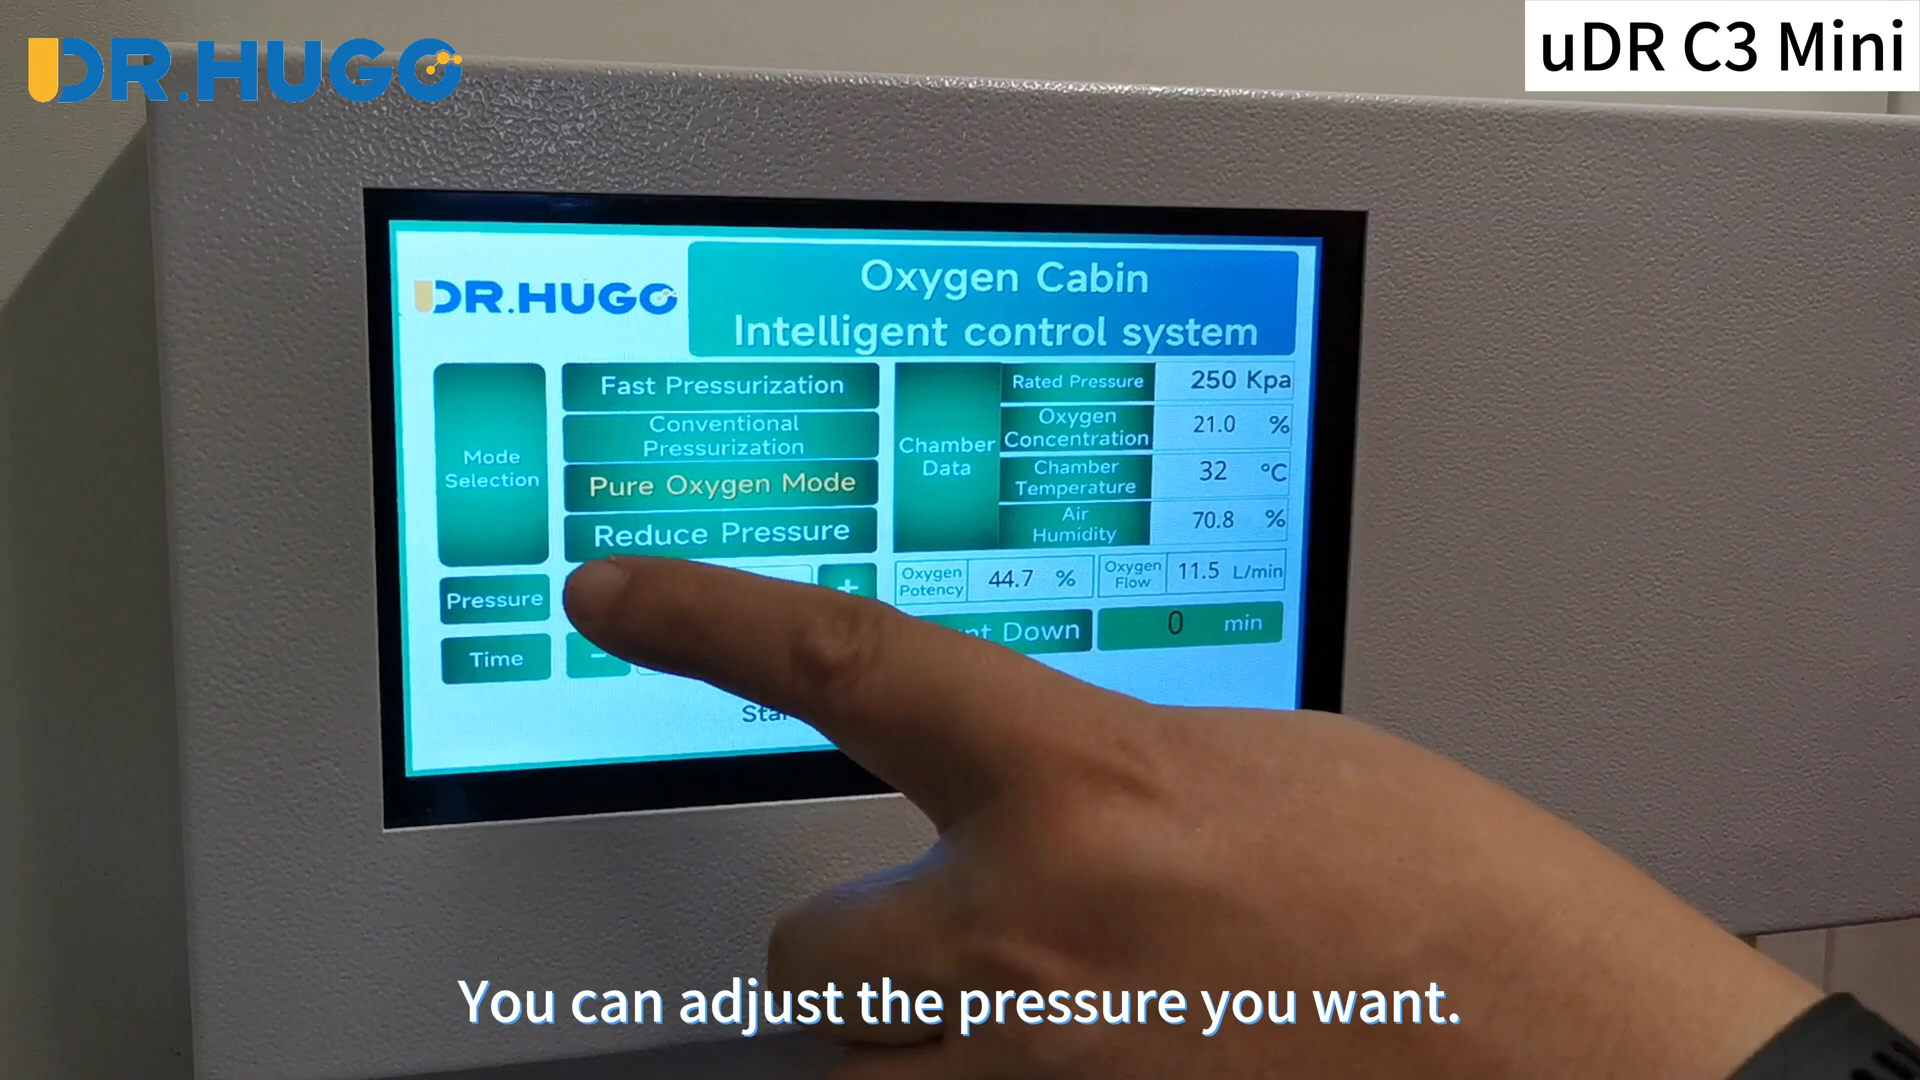 DR.HUGO
uDR C3 Mini
DR.HUGO
Oxygen Cabin
Intelligent control system
Mode
Selection
Fast Pressurization
Conventional
Pressurization
Pure Oxygen Mode
Reduce Pressure
Chamber
Data
Rated Pressure
250 Kpa
Oxygen
Concentration
21.0 %
Chamber
Temperature
32 °C
Air
Humidity
70.8 %
Pressure
+
Oxygen
Potency
44.7 %
Oxygen
Flow
11.5 L/min
Down
0 min
Time
-
You can adjust the pressure you want.